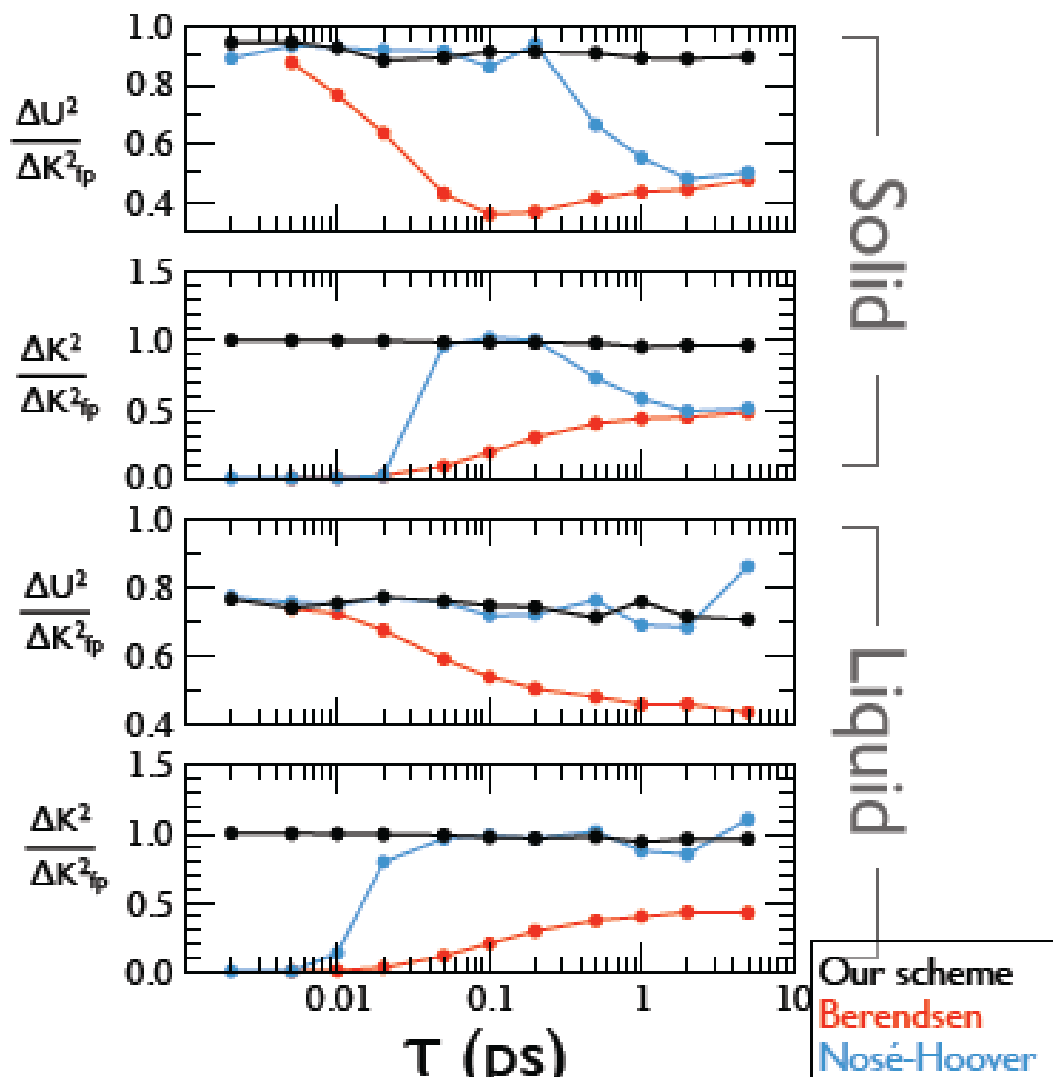 1.0
0.8
0.6
0.4
ΔU²
ΔK²fp
1.5
1.0
0.5
0.0
ΔK²
ΔK²fp
Solid
1.0
0.8
0.6
0.4
ΔU²
ΔK²fp
1.5
1.0
0.5
0.0
ΔK²
ΔK²fp
Liquid
0.01 0.1 1 10
τ (ps)
Our scheme
Berendsen
Nosé-Hoover